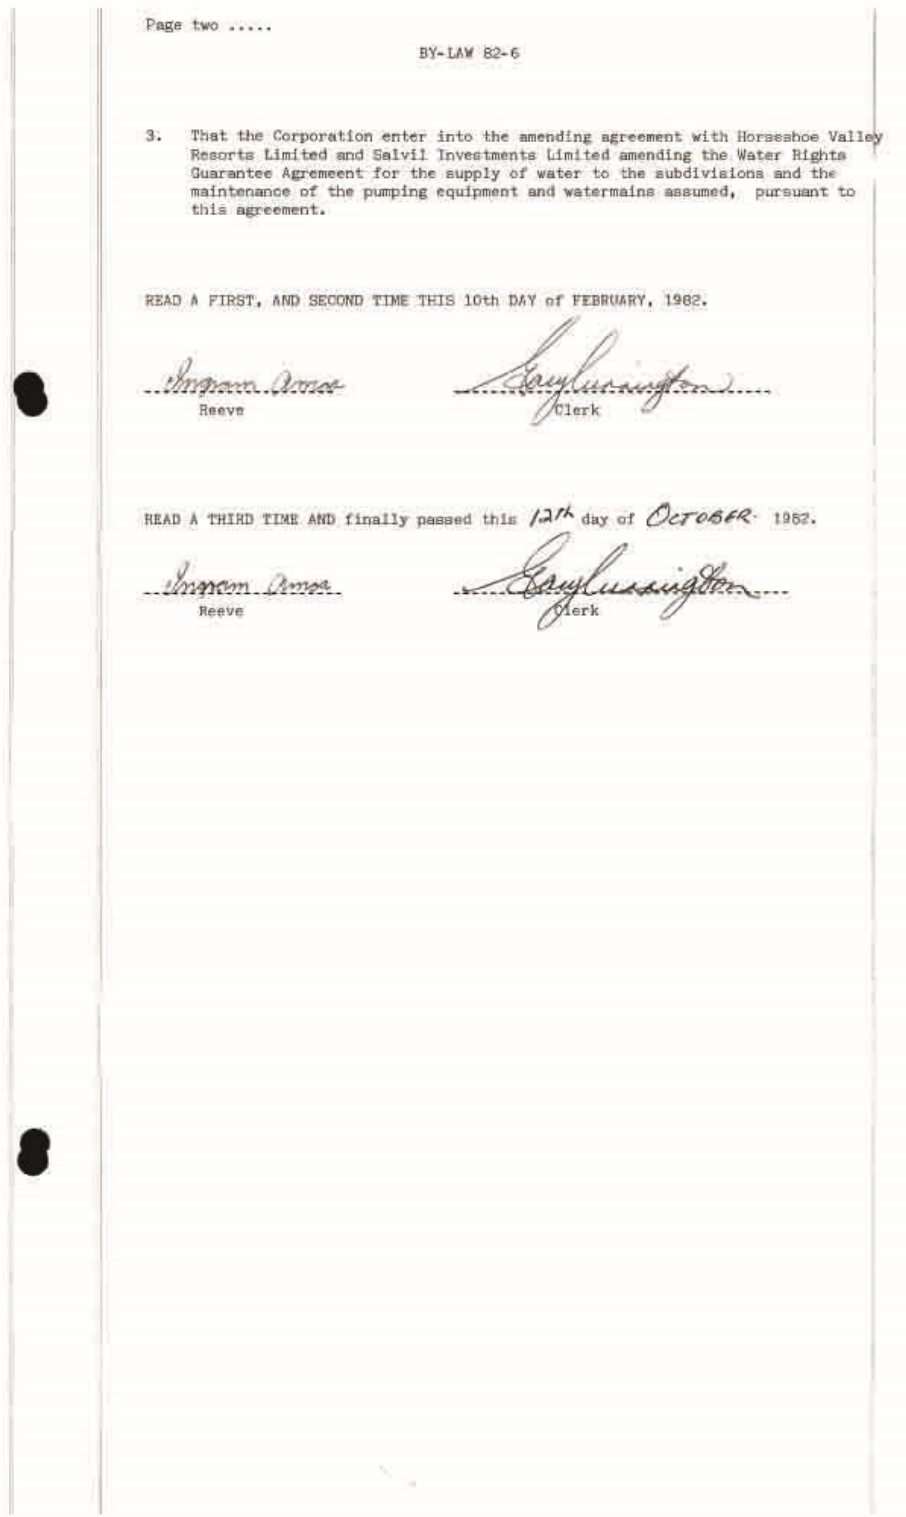 Page two .....
BY-LAW 82-6
3. That the Corporation enter into the amending agreement with Horseshoe Valley
Resorts Limited and Salvil Investments Limited amending the Water Rights
Guarantee Agreement for the supply of water to the subdivisions and the
maintenance of the pumping equipment and watermains assumed, pursuant to
this agreement.
READ A FIRST, AND SECOND TIME THIS 10th DAY of FEBRUARY, 1982.
Ingram Amos
Reeve
Clerk
READ A THIRD TIME AND finally passed this 12th day of OCTOBER 1982.
Ingram Amos
Reeve
Clerk